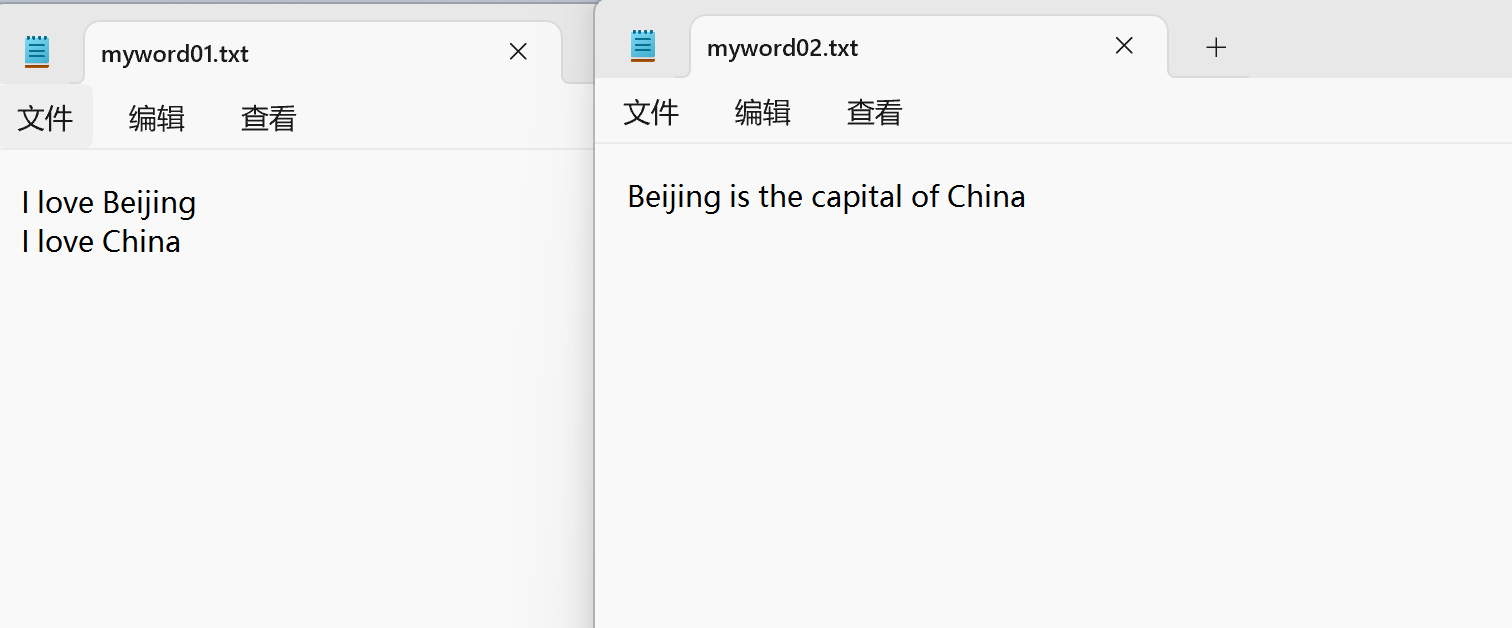 myword01.txt
文件 编辑 查看
I love Beijing
I love China
myword02.txt
文件 编辑 查看
Beijing is the capital of China